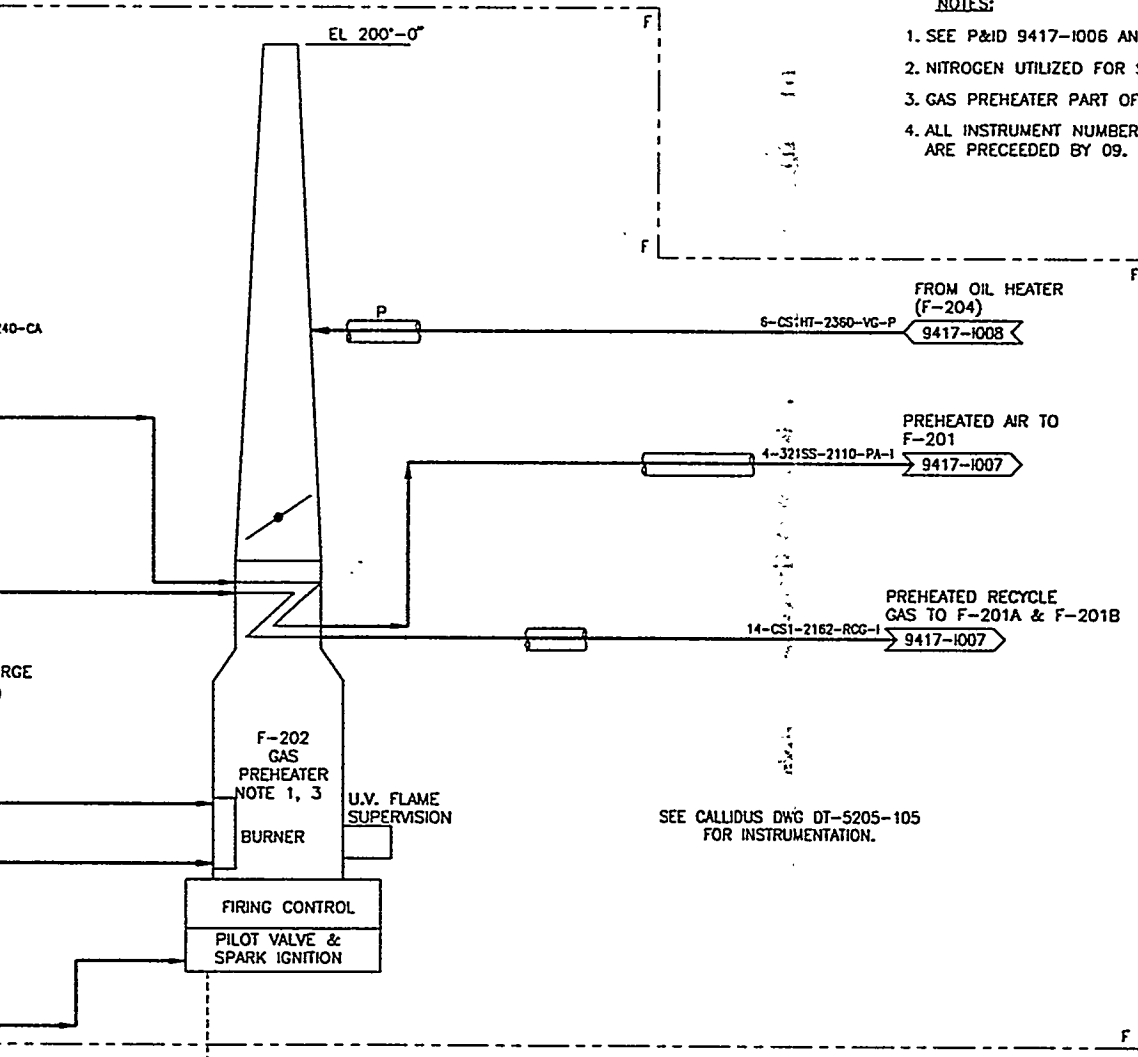 NOTES:
1. SEE P&ID 9417-1006 AN
2. NITROGEN UTILIZED FOR
3. GAS PREHEATER PART OF
4. ALL INSTRUMENT NUMBER
ARE PRECEEDED BY 09.
F
EL 200'-0"
F
F
P
6-CS1HT-2360-VG-P
FROM OIL HEATER
(F-204)
9417-1008
240-CA
PREHEATED AIR TO
F-201
4-321SS-2110-PA-I
9417-1007
PREHEATED RECYCLE
GAS TO F-201A & F-201B
14-CS1-2162-RCG-I
9417-1007
RGE
)
F-202
GAS
PREHEATER
NOTE 1, 3
U.V. FLAME
SUPERVISION
BURNER
SEE CALLIDUS DWG DT-5205-105
FOR INSTRUMENTATION.
FIRING CONTROL
PILOT VALVE &
SPARK IGNITION
F